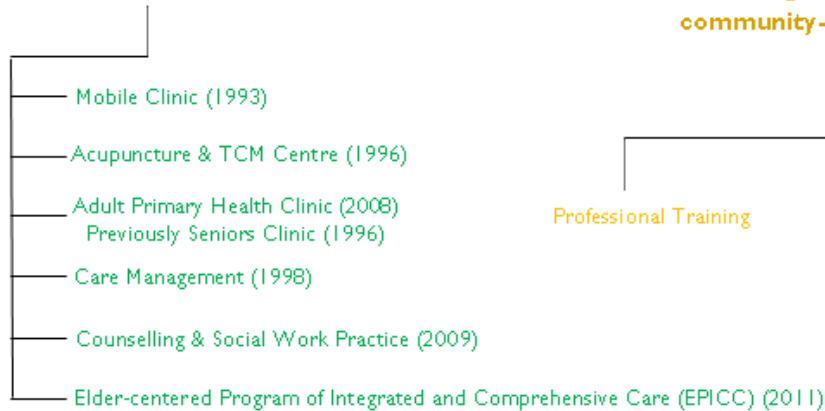 community-
Mobile Clinic (1993)
Acupuncture & TCM Centre (1996)
Adult Primary Health Clinic (2008)
Previously Seniors Clinic (1996)
Professional Training
Care Management (1998)
Counselling & Social Work Practice (2009)
Elder-centered Program of Integrated and Comprehensive Care (EPICC) (2011)